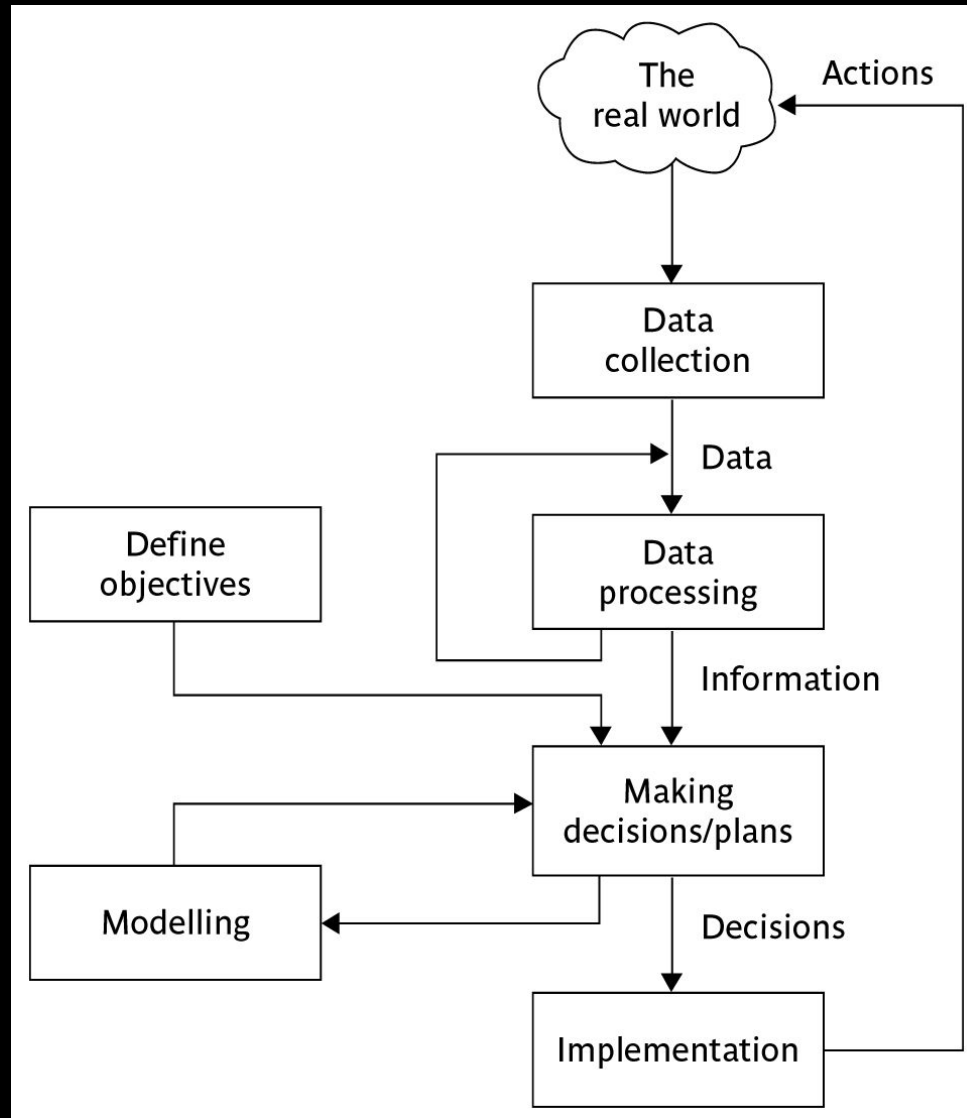 The
real world
Actions
Data
collection
Data
Define
objectives
Data
processing
Information
Making
decisions/plans
Modelling
Decisions
Implementation